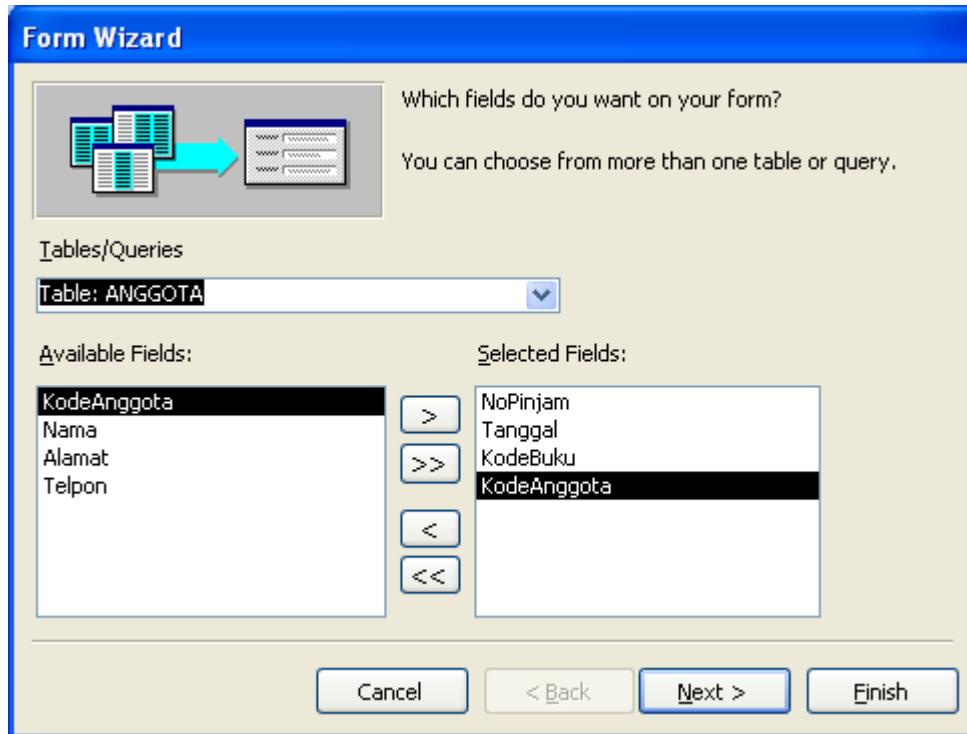 Form Wizard
Which fields do you want on your form?
You can choose from more than one table or query.
Tables/Queries
Table: ANGGOTA
Available Fields:
KodeAnggota
Nama
Alamat
Telpon
>
>>
<
<<
Selected Fields:
NoPinjam
Tanggal
KodeBuku
KodeAnggota
Cancel
< Back
Next >
Finish